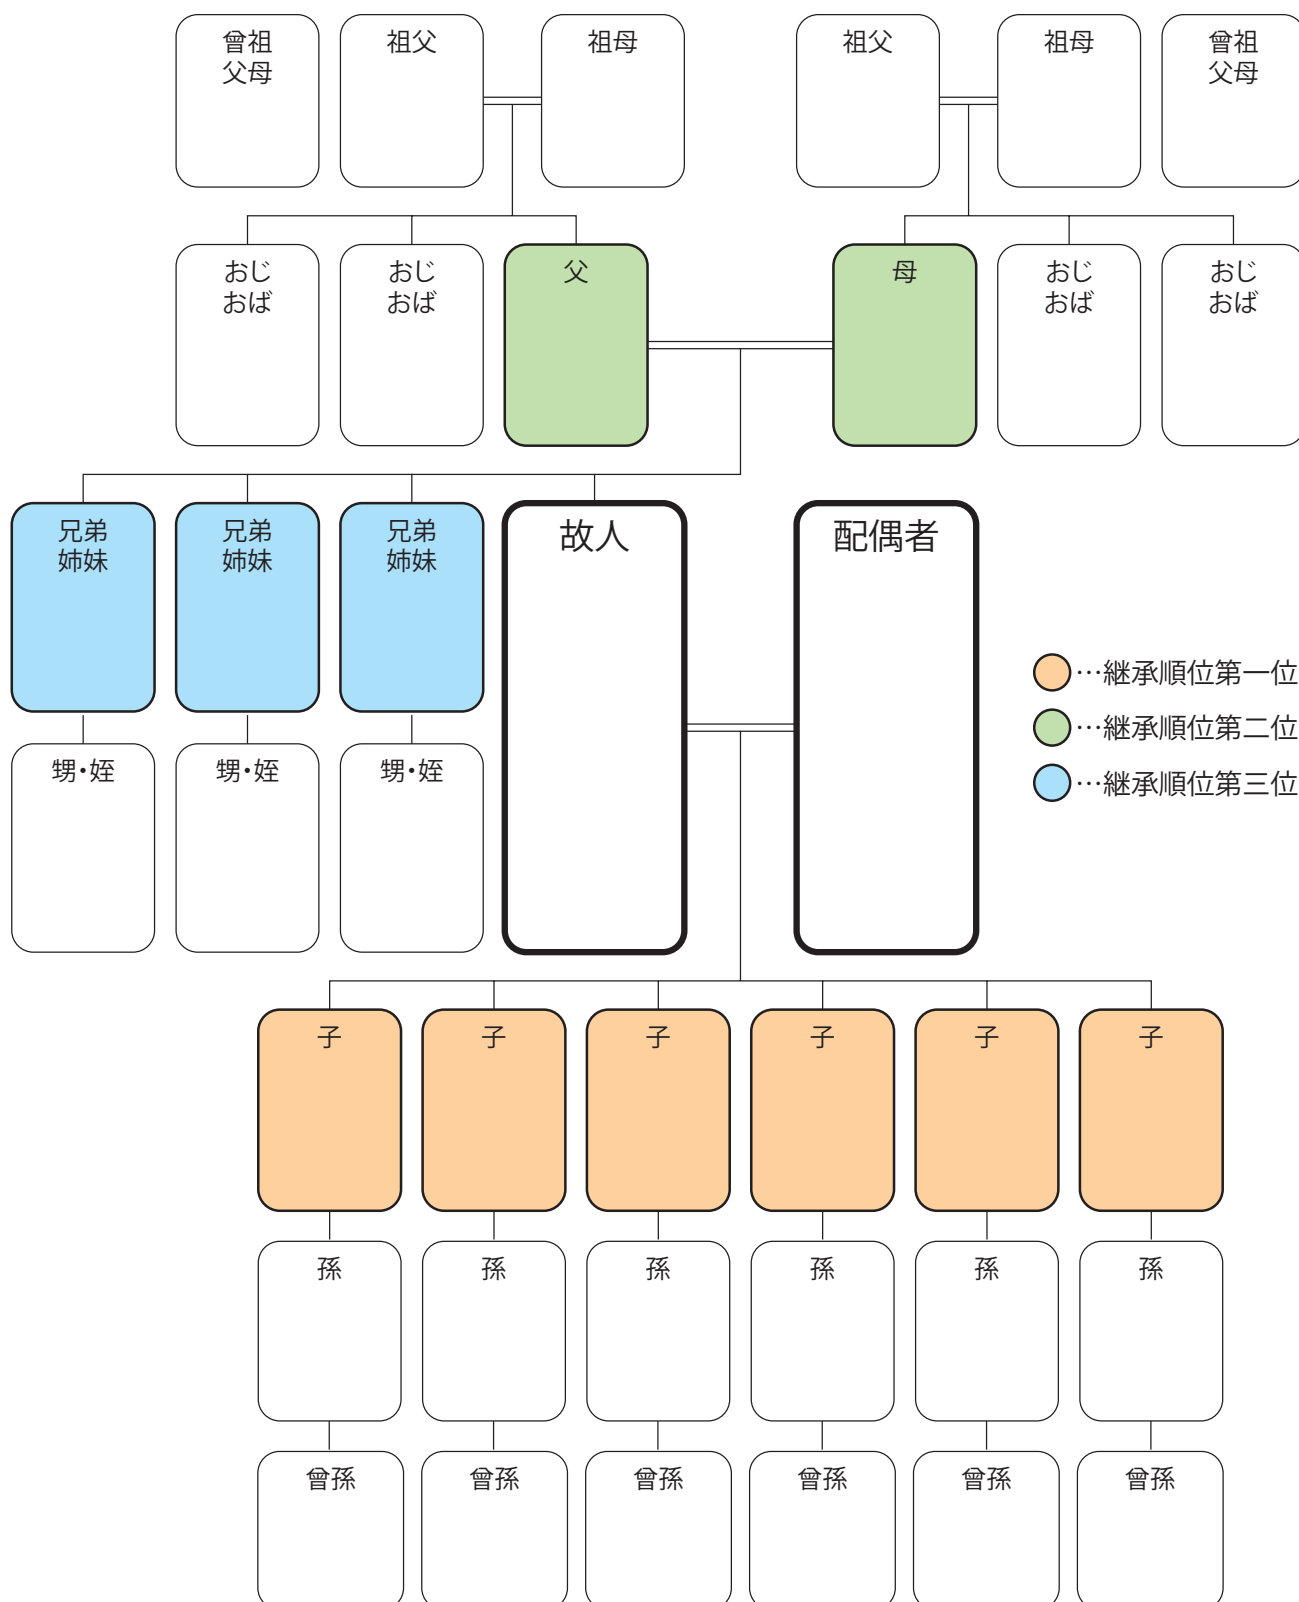 曾祖
父母
祖父
祖母
祖父
祖母
曾祖
父母
おじ
おば
おじ
おば
父
母
おじ
おば
おじ
おば
兄弟
姉妹
兄弟
姉妹
兄弟
姉妹
故人
配偶者
…継承順位第一位
…継承順位第二位
…継承順位第三位
甥・姪
甥・姪
甥・姪
子
子
子
子
子
子
孫
孫
孫
孫
孫
孫
曾孫
曾孫
曾孫
曾孫
曾孫
曾孫